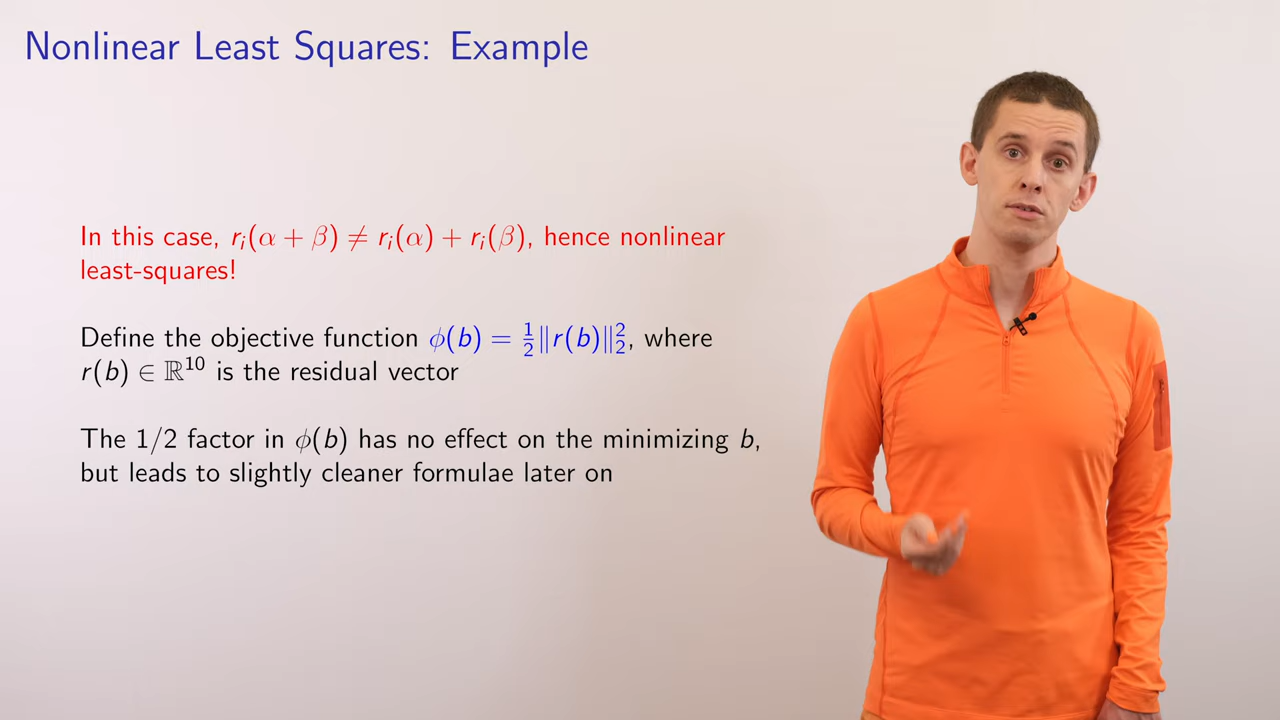 Nonlinear Least Squares: Example
In this case, rᵢ(α + β) ≠ rᵢ(α) + rᵢ(β), hence nonlinear
least-squares!
Define the objective function ϕ(b) = ½‖r(b)‖₂², where
r(b) ∈ ℝ¹⁰ is the residual vector
The 1/2 factor in ϕ(b) has no effect on the minimizing b,
but leads to slightly cleaner formulae later on